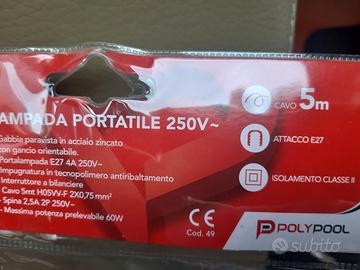 AMPADA PORTATILE 250V~
Gabbia paravista in acciaio zincato
con gancio orientabile.
Portalampada E27 4A 250V~
Impugnatura in tecnopolimero antiribaltamento
Interruttore a bilanciere
- Cavo 5mt H05VV-F 2X0,75 mm²
- Spina 2,5A 2P 250V~
- Massima potenza prelevabile 60W
CAVO 5m
ATTACCO E27
ISOLAMENTO CLASSE II
CE
Cod. 49
POLYPOOL
subito